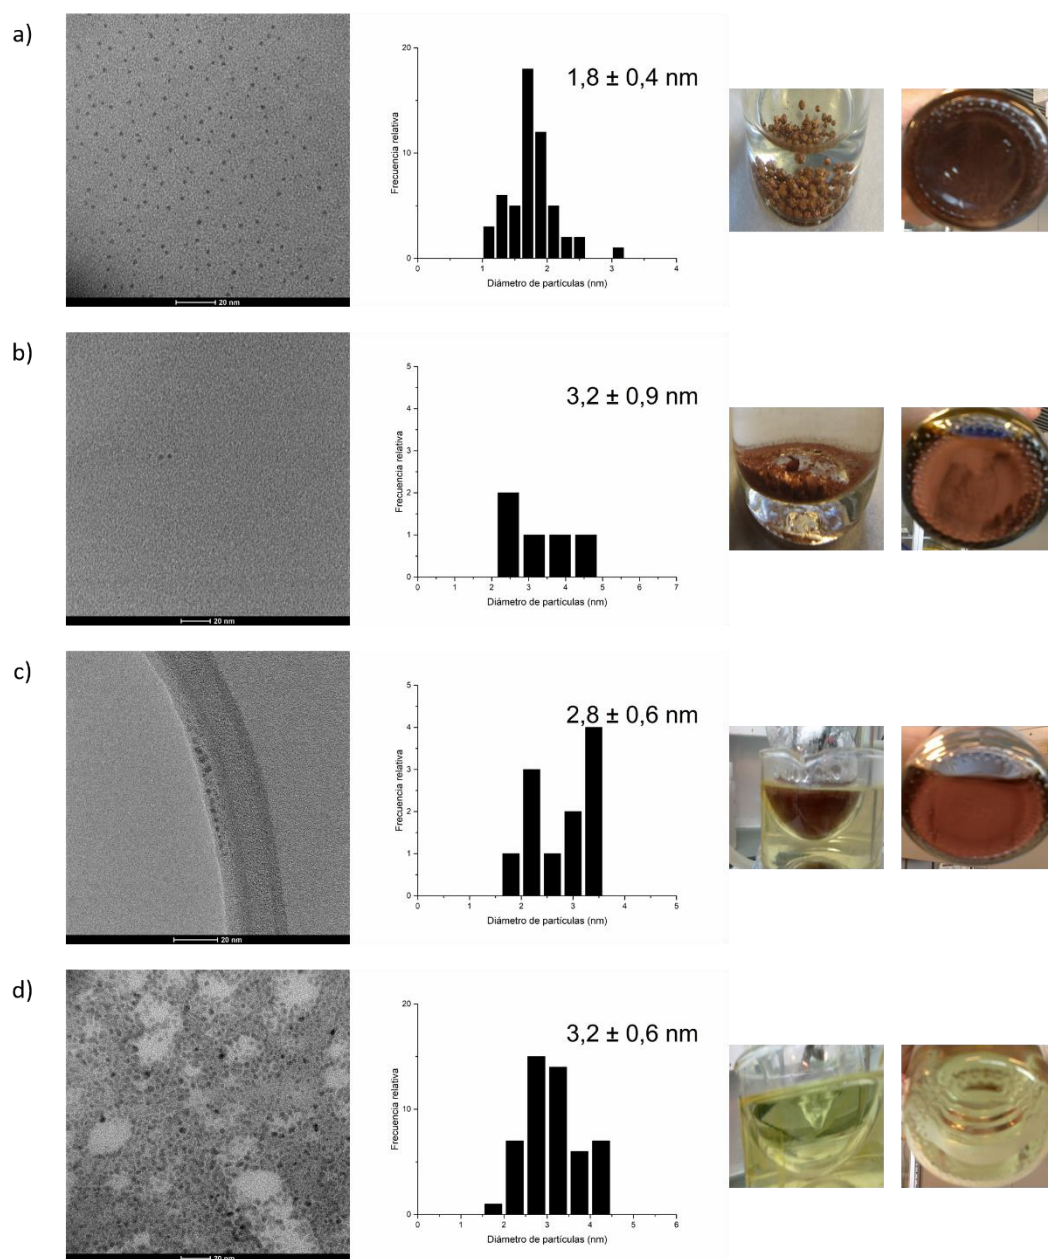 a)
20
1,8 ± 0,4 nm
Frecuencia relativa
10
0
0 1 2 3 4
Diámetro de partículas (nm)
20 nm
b)
5
3,2 ± 0,9 nm
4
Frecuencia relativa
3
2
1
0
0 1 2 3 4 5 6 7
Diámetro de partículas (nm)
20 nm
c)
5
2,8 ± 0,6 nm
4
Frecuencia relativa
3
2
1
0
0 1 2 3 4 5
Diámetro de partículas (nm)
20 nm
d)
20
3,2 ± 0,6 nm
Frecuencia relativa
10
0
0 1 2 3 4 5 6
Diámetro de partículas (nm)
20 nm